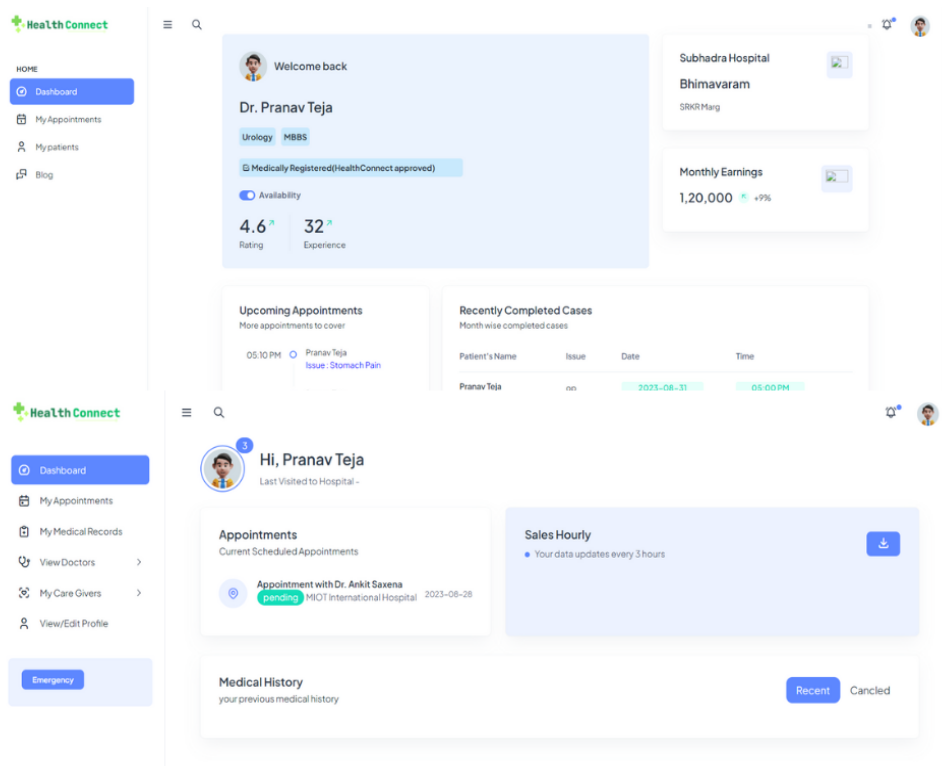 HealthConnect
HOME
Dashboard
My Appointments
My patients
Blog
Welcome back
Dr. Pranav Teja
Urology MBBS
Medically Registered(HealthConnect approved)
Availability
4.6 32
Rating Experience
Subhadra Hospital
Bhimavaram
SRKR Marg
Monthly Earnings
1,20,000 +9%
Upcoming Appointments
More appointments to cover
05.10 PM Pranav Teja
Issue : Stomach Pain
Recently Completed Cases
Month wise completed cases
Patient's Name Issue Date Time
Pranav Teja 2023-08-31 05:00 PM
HealthConnect
Dashboard
My Appointments
My Medical Records
View Doctors
My Care Givers
View/Edit Profile
Emergency
3
Hi, Pranav Teja
Last Visited to Hospital -
Appointments
Current Scheduled Appointments
Appointment with Dr. Ankit Saxena
pending MIOT International Hospital 2023-08-28
Sales Hourly
Your data updates every 3 hours
Medical History
your previous medical history
Recent Cancled